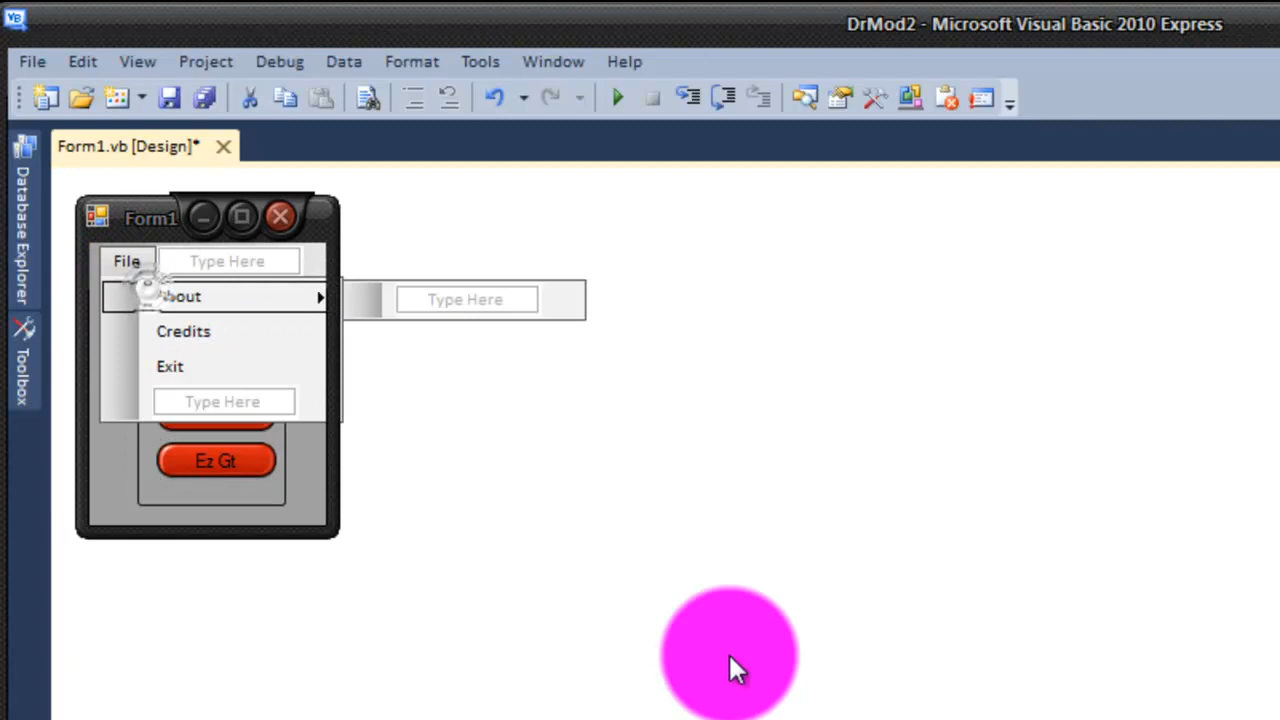 DrMod2 - Microsoft Visual Basic 2010 Express
File Edit View Project Debug Data Format Tools Window Help
Form1.vb [Design]*
Database Explorer
Toolbox
Form1
File Type Here
bout Type Here
Credits
Exit
Type Here
Ez Gt